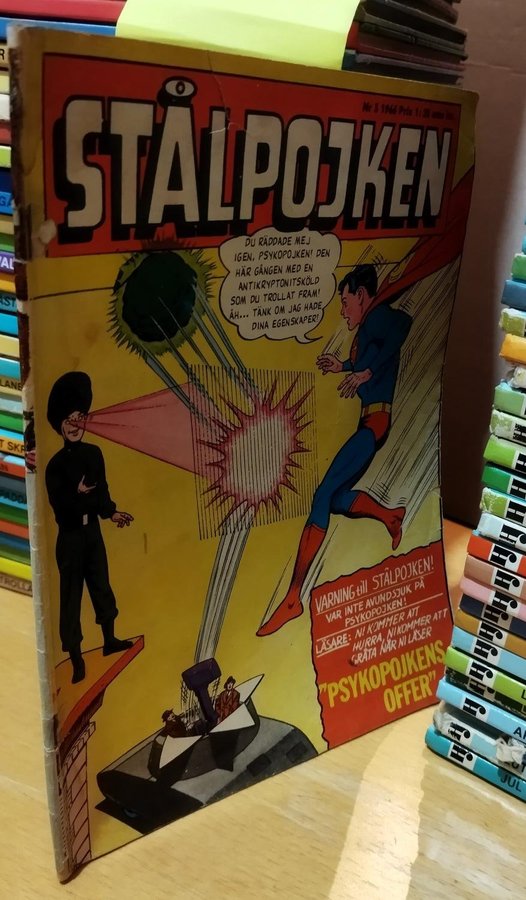 Nr 5 1966 Pris 1:25
STÅLPOJKEN
DU RÄDDADE MEJ
IGEN, PSYKOPOJKEN! DEN
HÄR GÅNGEN MED EN
ANTIKRYPTONITSKÖLD
SOM DU TROLLAT FRAM!
ÅH... TÄNK OM JAG HADE
DINA EGENSKAPER!
VARNING till STÅLPOJKEN!
VAR INTE AVUNDSJUK PÅ
PSYKOPOJKEN!
LÄSARE: NI KOMMER ATT
HURRA, NI KOMMER ATT
GRÅTA NÄR NI LÄSER
"PSYKOPOJKENS
OFFER"
JUL